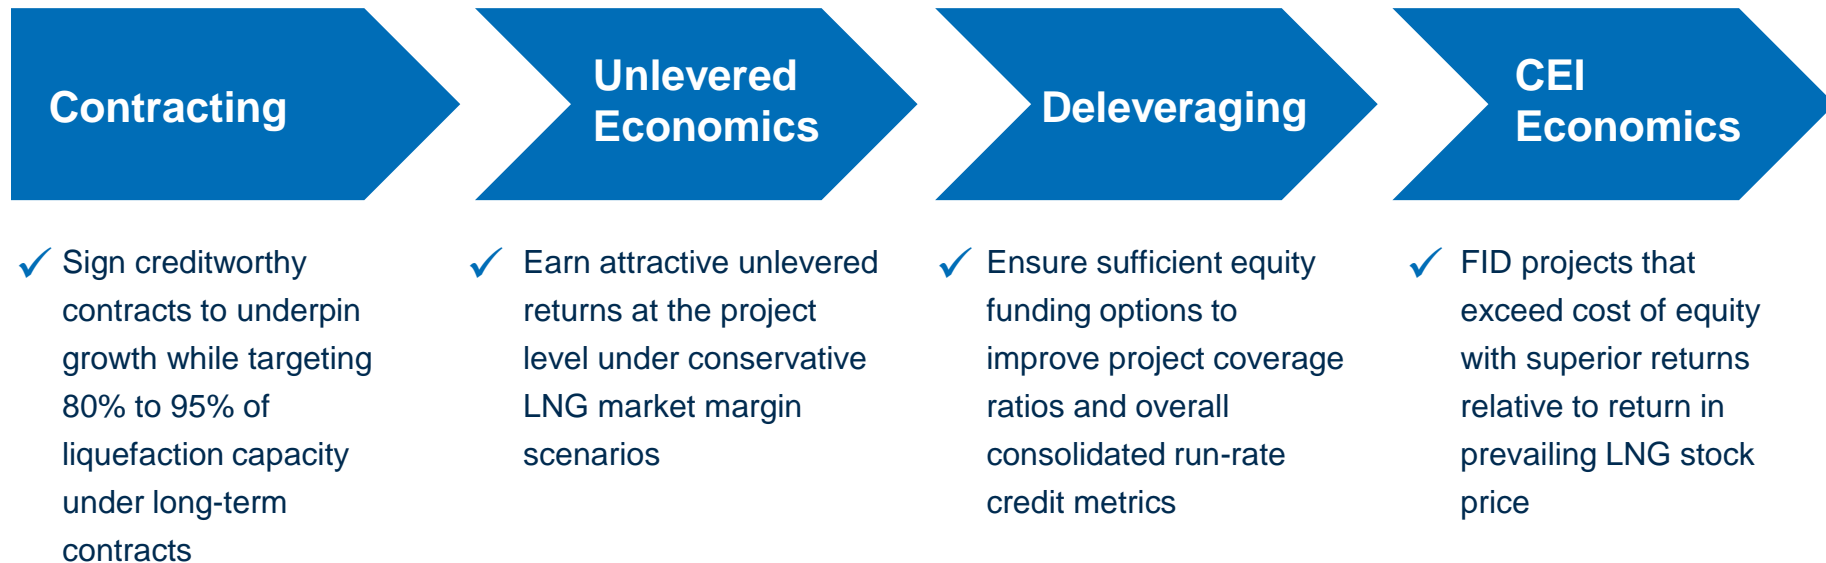 Contracting
Unlevered
Economics
Deleveraging
CEI
Economics
Sign creditworthy
contracts to underpin
growth while targeting
80% to 95% of
liquefaction capacity
under long-term
contracts
Earn attractive unlevered
returns at the project
level under conservative
LNG market margin
scenarios
Ensure sufficient equity
funding options to
improve project coverage
ratios and overall
consolidated run-rate
credit metrics
FID projects that
exceed cost of equity
with superior returns
relative to return in
prevailing LNG stock
price